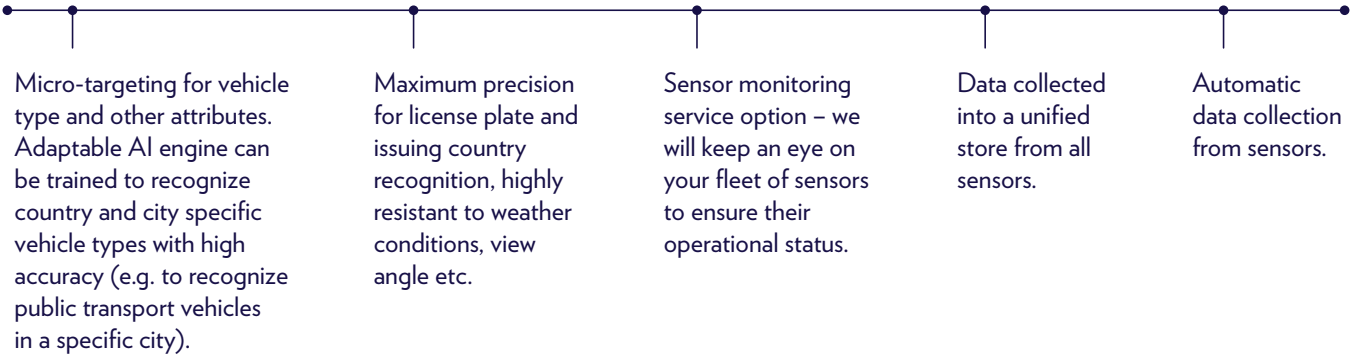 Micro-targeting for vehicle
type and other attributes.
Adaptable AI engine can
be trained to recognize
country and city specific
vehicle types with high
accuracy (e.g. to recognize
public transport vehicles
in a specific city).
Maximum precision
for license plate and
issuing country
recognition, highly
resistant to weather
conditions, view
angle etc.
Sensor monitoring
service option – we
will keep an eye on
your fleet of sensors
to ensure their
operational status.
Data collected
into a unified
store from all
sensors.
Automatic
data collection
from sensors.